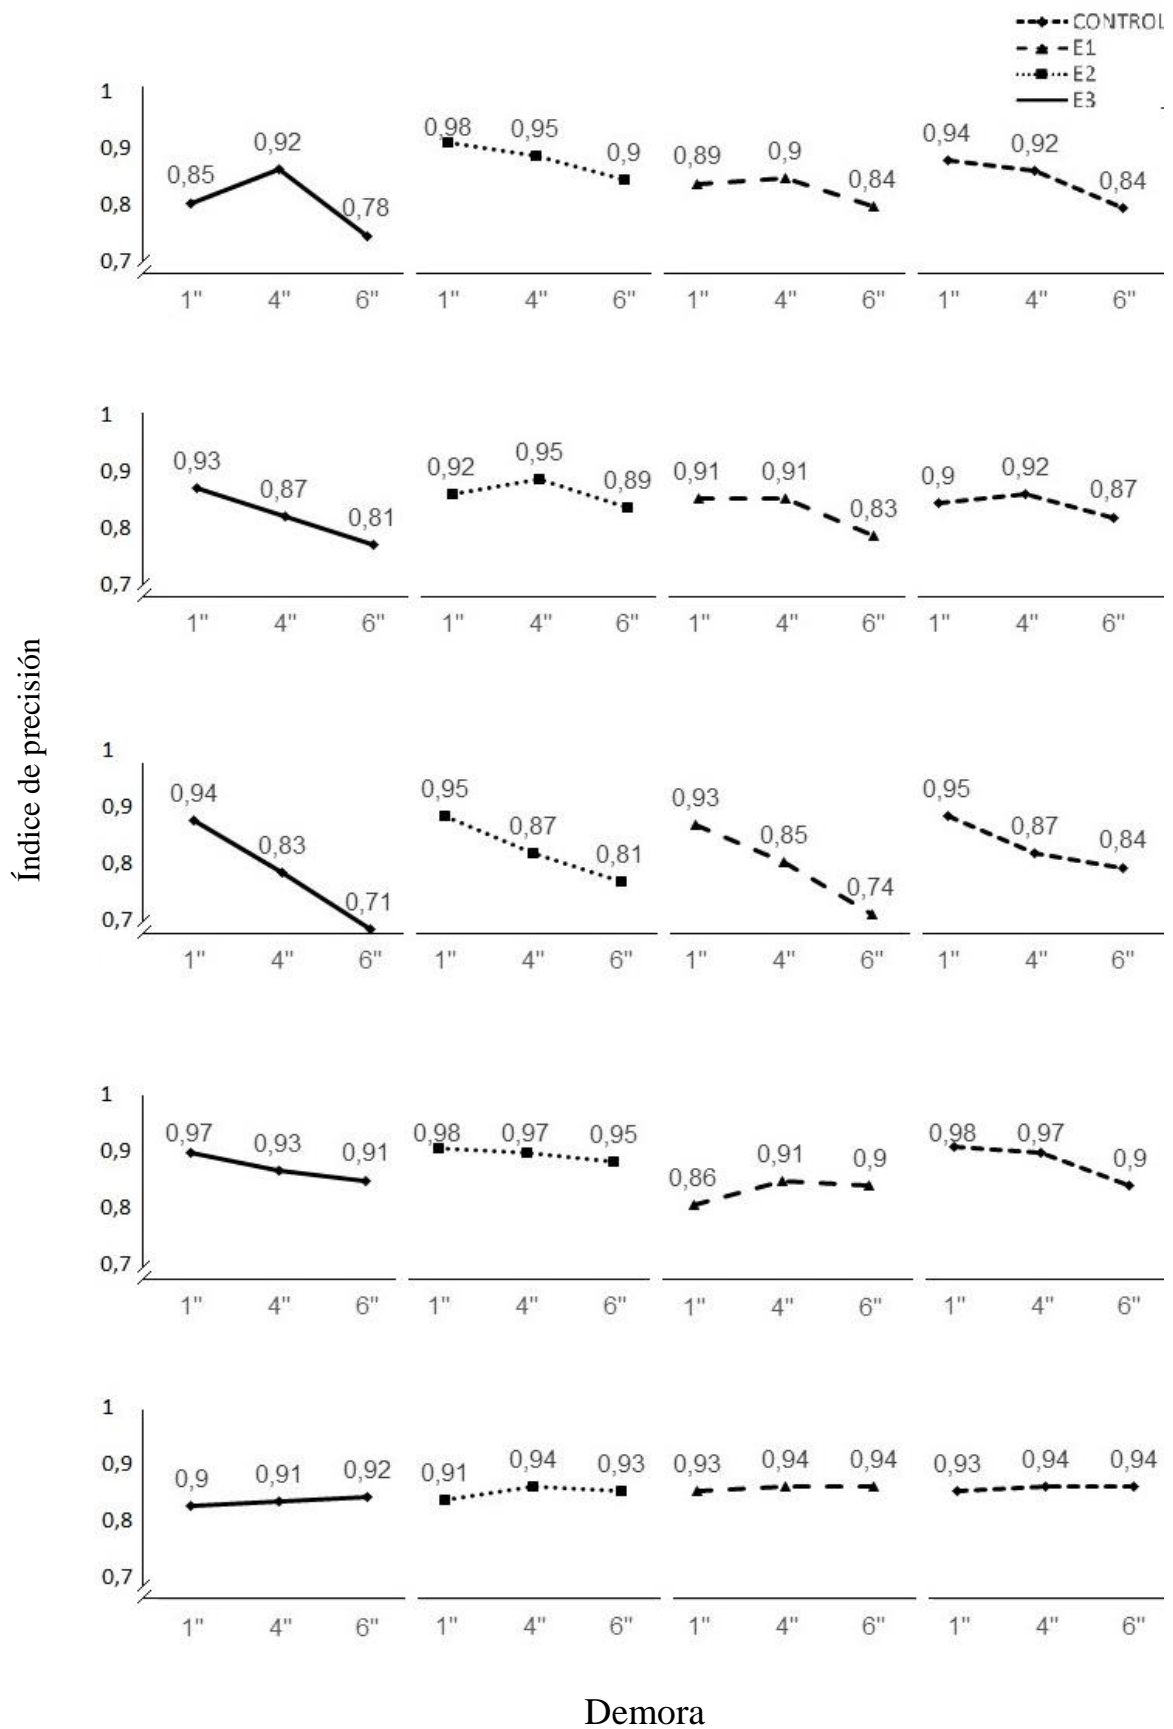 CONTROL
E1
E2
E3
1
0,9
0,8
0,7
0,85 0,92 0,78
0,98 0,95 0,9
0,89 0,9 0,84
0,94 0,92 0,84
1" 4" 6" 1" 4" 6" 1" 4" 6" 1" 4" 6"
1
0,9
0,8
0,7
0,93 0,87 0,81
0,92 0,95 0,89
0,91 0,91 0,83
0,9 0,92 0,87
1" 4" 6" 1" 4" 6" 1" 4" 6" 1" 4" 6"
Índice de precisión
1
0,9
0,8
0,7
0,94 0,83 0,71
0,95 0,87 0,81
0,93 0,85 0,74
0,95 0,87 0,84
1" 4" 6" 1" 4" 6" 1" 4" 6" 1" 4" 6"
1
0,9
0,8
0,7
0,97 0,93 0,91
0,98 0,97 0,95
0,86 0,91 0,9
0,98 0,97 0,9
1" 4" 6" 1" 4" 6" 1" 4" 6" 1" 4" 6"
1
0,9
0,8
0,7
0,9 0,91 0,92
0,91 0,94 0,93
0,93 0,94 0,94
0,93 0,94 0,94
1" 4" 6" 1" 4" 6" 1" 4" 6" 1" 4" 6"
Demora